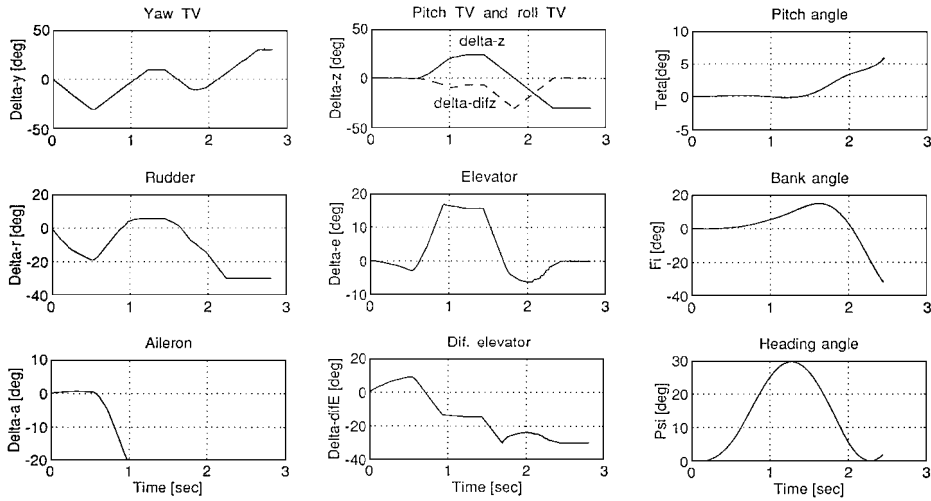 Yaw TV
50
0
-50
Delta-y [deg]
0 1 2 3
Pitch TV and roll TV
50
0
-50
Delta-z [deg]
delta-z
delta-difz
0 1 2 3
Pitch angle
10
5
0
-5
Teta[deg]
0 1 2 3
Rudder
20
0
-20
-40
Delta-r [deg]
0 1 2 3
Elevator
20
10
0
-10
Delta-e [deg]
0 1 2 3
Bank angle
20
0
-20
-40
Fi [deg]
0 1 2 3
Aileron
10
0
-10
-20
Delta-a [deg]
0 1 2 3
Time [sec]
Dif. elevator
20
0
-20
-40
Delta-difE [deg]
0 1 2 3
Time [sec]
Heading angle
30
20
10
0
Psi [deg]
0 1 2 3
Time [sec]